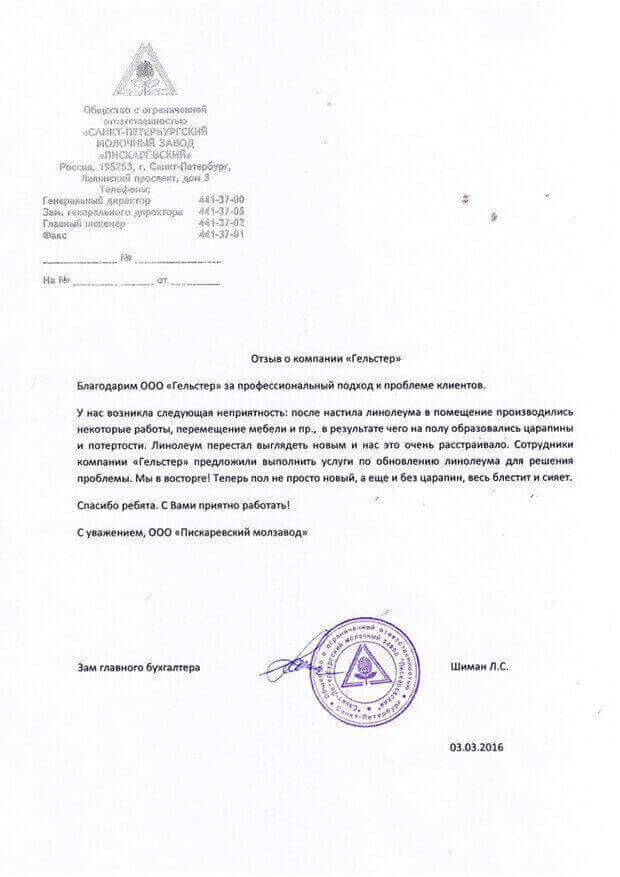 Общество с ограниченной
ответственностью
«САНКТ-ПЕТЕРБУРГСКИЙ
МОЛОЧНЫЙ ЗАВОД
«ПИСКАРЕВСКИЙ»
Россия, 195253, г. Санкт-Петербург,
Лапинский проспект, дом 3
Телефоны:
Генеральный директор 441-37-00
Зам. генерального директора 441-37-05
Главный инженер 441-37-02
Факс 441-37-01
№
На № от
Отзыв о компании «Гельстер»
Благодарим ООО «Гельстер» за профессиональный подход к проблеме клиентов.
У нас возникла следующая неприятность: после настила линолеума в помещение производились
некоторые работы, перемещение мебели и пр., в результате чего на полу образовались царапины
и потертости. Линолеум перестал выглядеть новым и нас это очень расстраивало. Сотрудники
компании «Гельстер» предложили выполнить услуги по обновлению линолеума для решения
проблемы. Мы в восторге! Теперь пол не просто новый, а еще и без царапин, весь блестит и сияет.
Спасибо ребята. С Вами приятно работать!
С уважением, ООО «Пискаревский молзавод»
Зам главного бухгалтера
Общество с ограниченной ответственностью
"Санкт-Петербургский молочный завод "Пискаревский"
Санкт-Петербург
Шиман Л.С.
03.03.2016